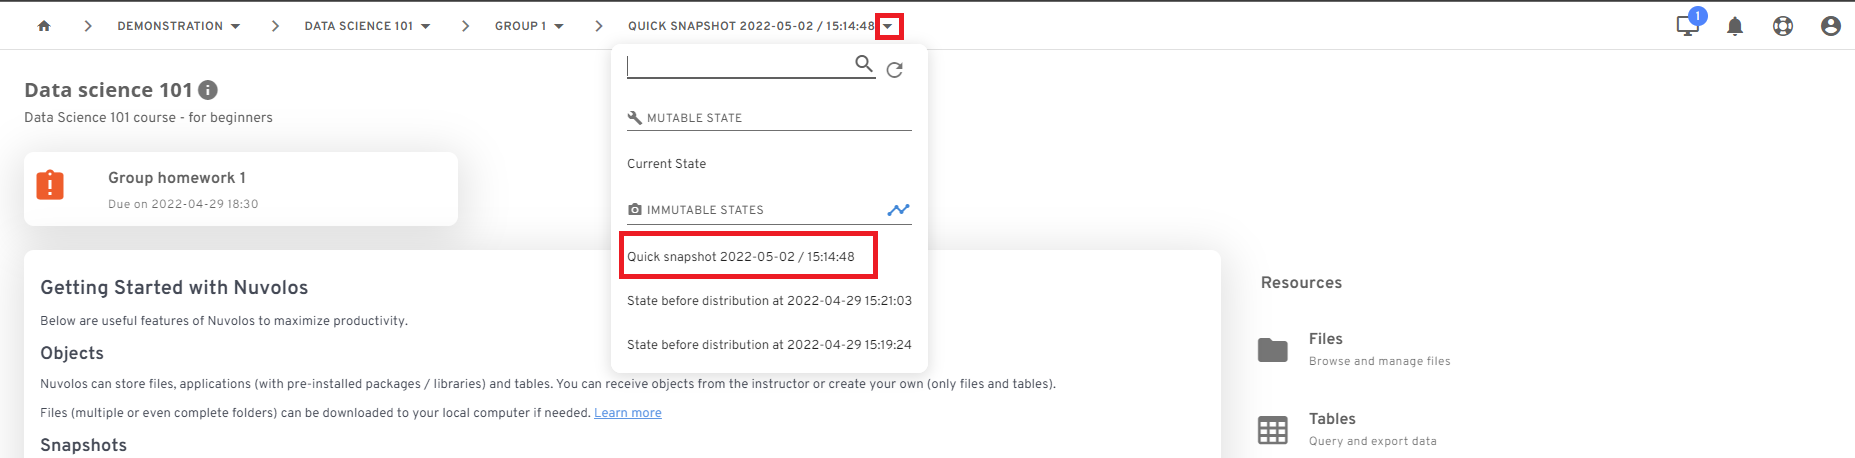 DEMONSTRATION
DATA SCIENCE 101
GROUP 1
QUICK SNAPSHOT 2022-05-02 / 15:14:48
1
Data science 101
Data Science 101 course - for beginners
Group homework 1
Due on 2022-04-29 18:30
MUTABLE STATE
Current State
IMMUTABLE STATES
Quick snapshot 2022-05-02 / 15:14:48
State before distribution at 2022-04-29 15:21:03
State before distribution at 2022-04-29 15:19:24
Getting Started with Nuvolos
Below are useful features of Nuvolos to maximize productivity.
Objects
Nuvolos can store files, applications (with pre-installed packages / libraries) and tables. You can receive objects from the instructor or create your own (only files and tables).
Files (multiple or even complete folders) can be downloaded to your local computer if needed. Learn more
Snapshots
Resources
Files
Browse and manage files
Tables
Query and export data